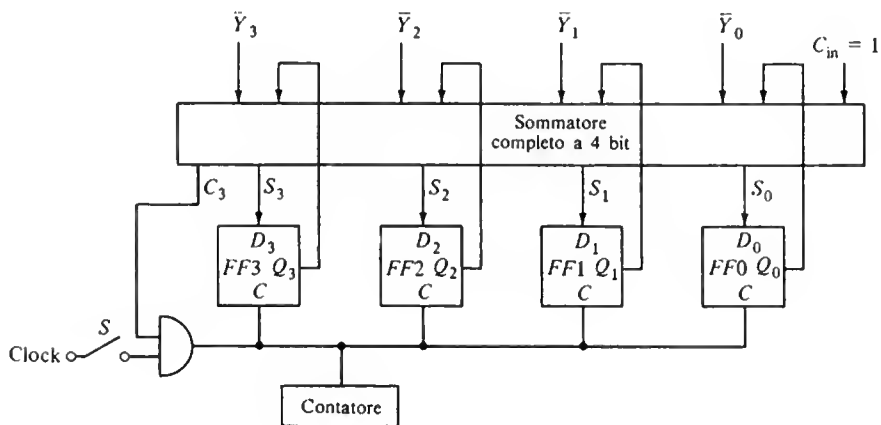 Ȳ3 Ȳ2 Ȳ1 Ȳ0
Cin = 1
Sommatore
completo a 4 bit
C3 S3 S2 S1 S0
D3 D2 D1 D0
FF3 Q3 FF2 Q2 FF1 Q1 FF0 Q0
C C C C
S
Clock
Contatore